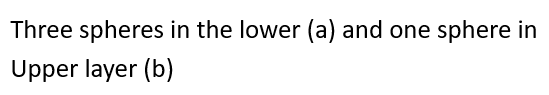 Three spheres in the lower (a) and one sphere in
Upper layer (b)